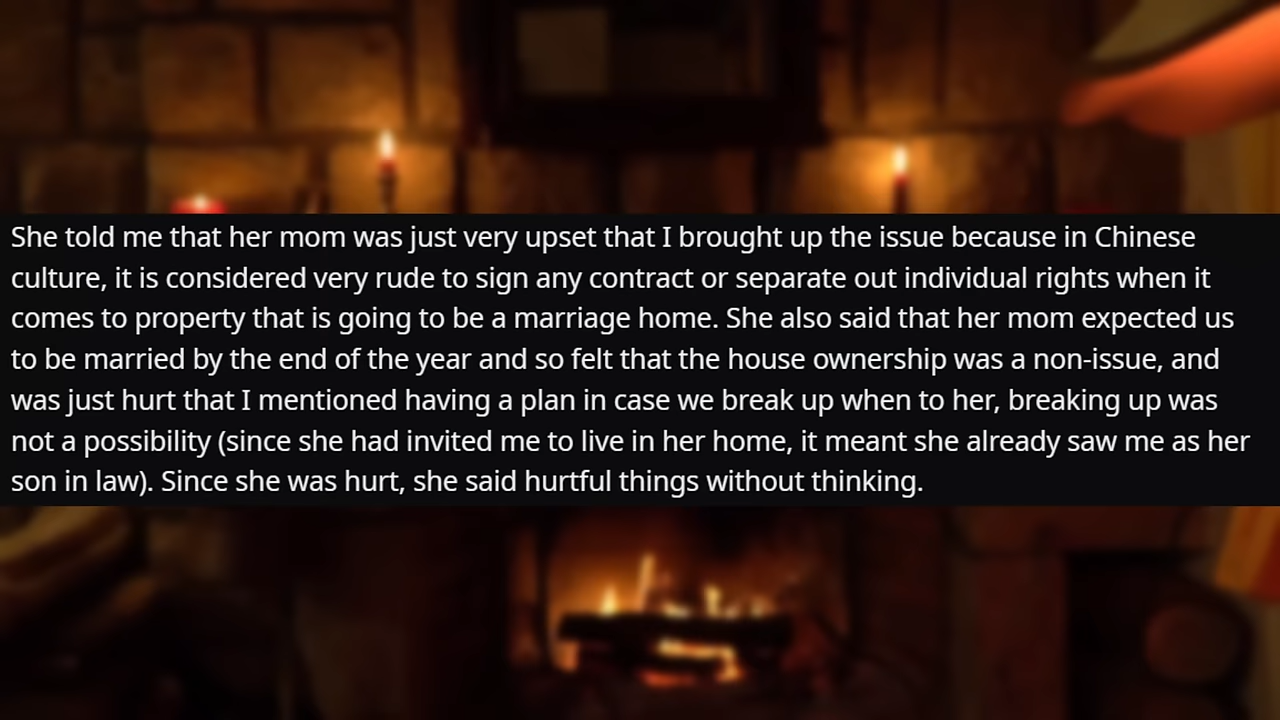 She told me that her mom was just very upset that I brought up the issue because in Chinese
culture, it is considered very rude to sign any contract or separate out individual rights when it
comes to property that is going to be a marriage home. She also said that her mom expected us
to be married by the end of the year and so felt that the house ownership was a non-issue, and
was just hurt that I mentioned having a plan in case we break up when to her, breaking up was
not a possibility (since she had invited me to live in her home, it meant she already saw me as her
son in law). Since she was hurt, she said hurtful things without thinking.